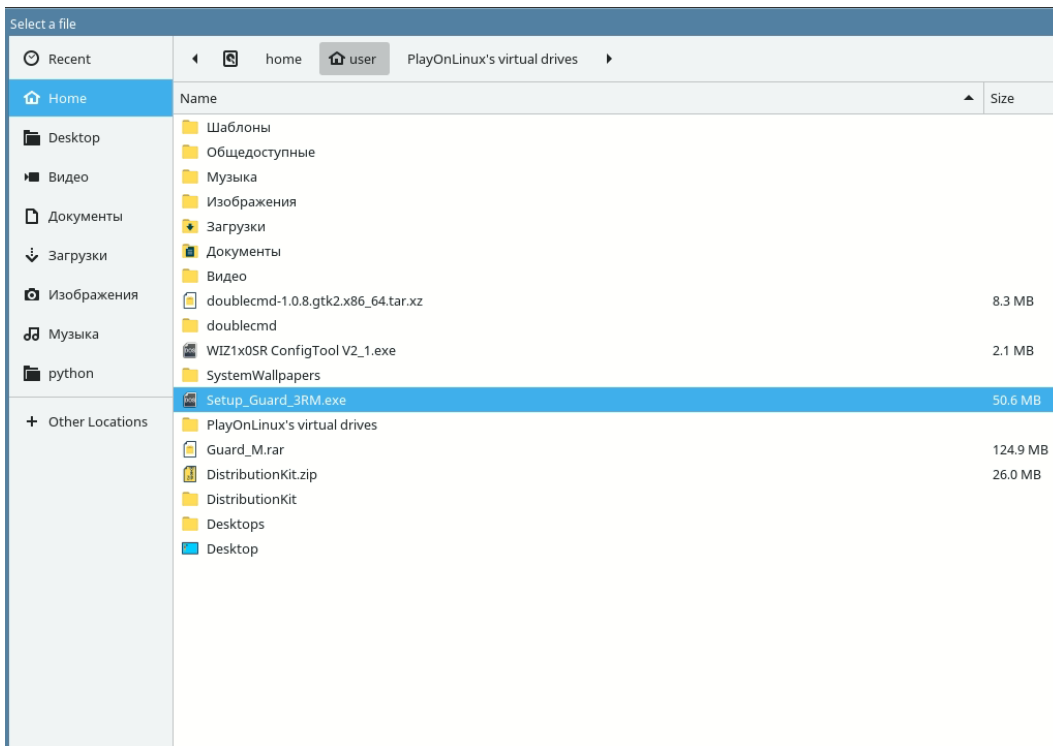 Select a file
Recent
Home
Desktop
Видео
Документы
Загрузки
Изображения
Музыка
python
+ Other Locations
home
user
PlayOnLinux's virtual drives
Name
Size
Шаблоны
Общедоступные
Музыка
Изображения
Загрузки
Документы
Видео
doublecmd-1.0.8.gtk2.x86_64.tar.xz 8.3 MB
doublecmd
WIZ1x0SR ConfigTool V2_1.exe 2.1 MB
SystemWallpapers
Setup_Guard_3RM.exe 50.6 MB
PlayOnLinux's virtual drives
Guard_M.rar 124.9 MB
DistributionKit.zip 26.0 MB
DistributionKit
Desktops
Desktop